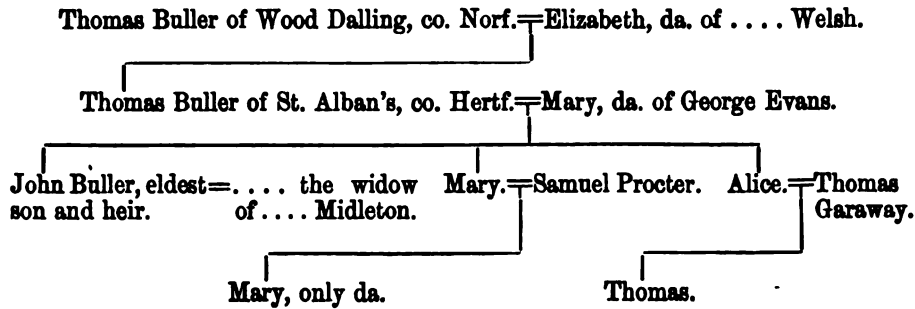 Thomas Buller of Wood Dalling, co. Norf.=Elizabeth, da. of .... Welsh.
Thomas Buller of St. Alban's, co. Hertf.=Mary, da. of George Evans.
John Buller, eldest=.... the widow Mary.=Samuel Procter. Alice.=Thomas
son and heir. of .... Midleton. Garaway.
Mary, only da. Thomas.